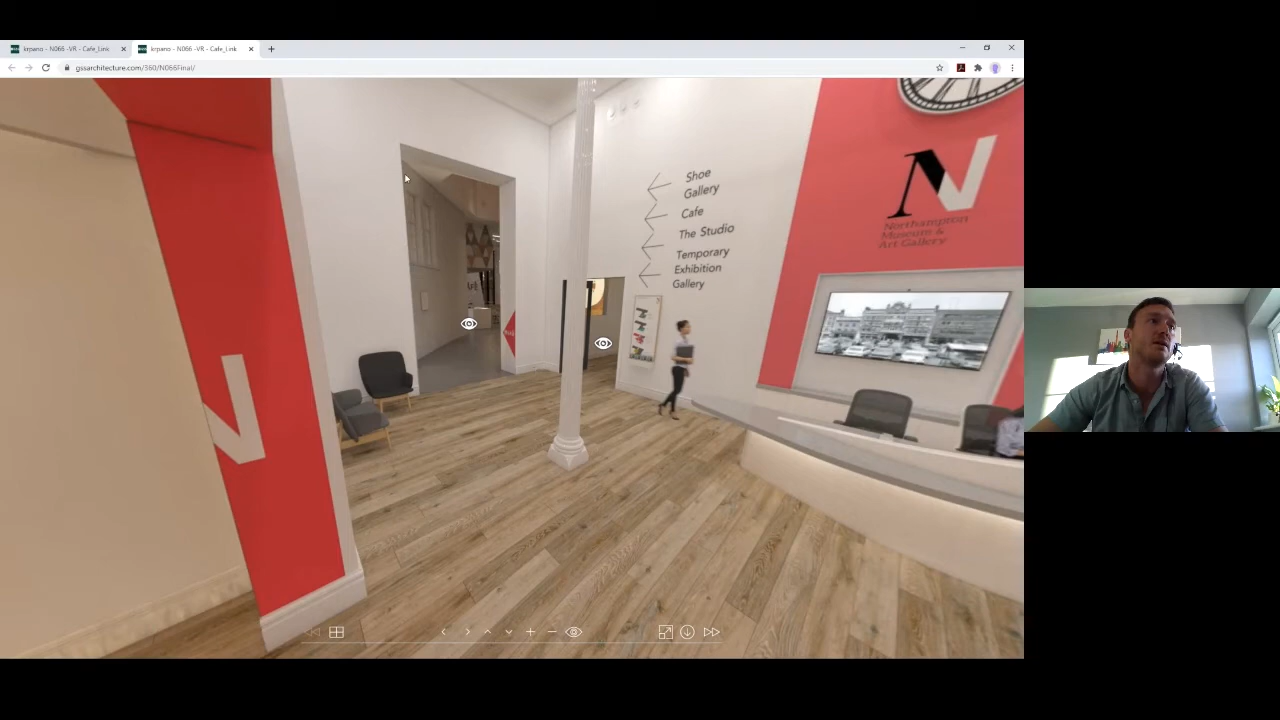 krpano - N066 -VR - Cafe_Link
krpano - N066 -VR - Cafe_Link
gssarchitecture.com/360/N066Final/
Shoe
Gallery
Cafe
The Studio
Temporary
Exhibition
Gallery
N
Northampton
Museum &
Art Gallery
N